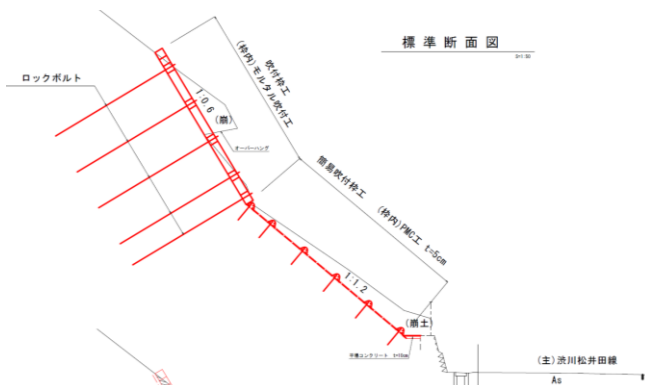 標準断面図
S=1:50
ロックボルト
吹付枠工
(枠内)モルタル吹付工
1:0.6
(崩)
オーバーハング
簡易吹付枠工
(枠内)PMC工 t=5cm
1:1.2
(崩土)
t=10cm
(主)渋川松井田線
As